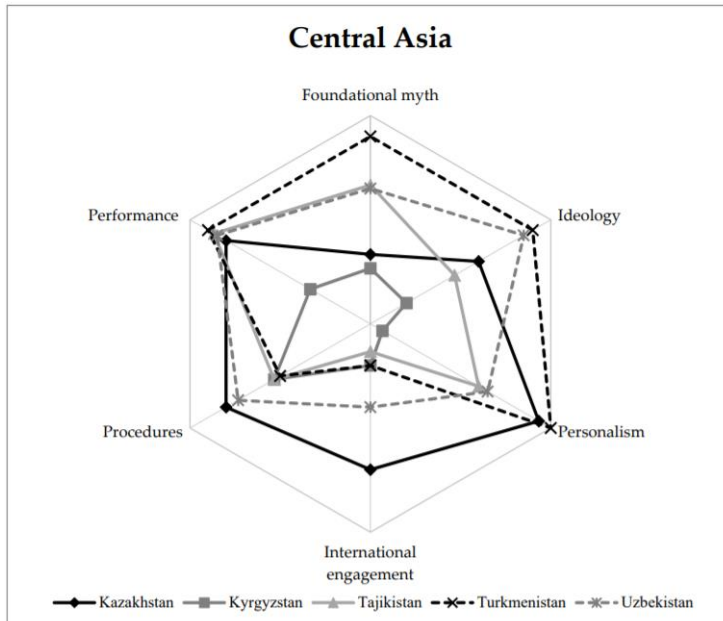 Central Asia
Foundational myth
Performance
Ideology
Procedures
Personalism
International
engagement
Kazakhstan Kyrgyzstan Tajikistan Turkmenistan Uzbekistan